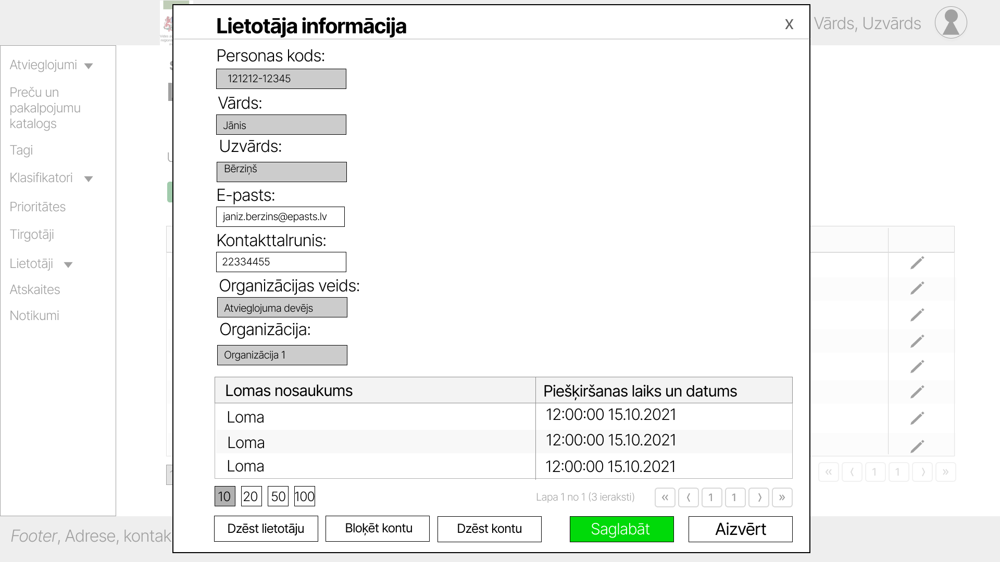 Lietotāja informācija
X
Vārds, Uzvārds
Atvieglojumi
Preču un
pakalpojumu
katalogs
Tagi
Klasifikatori
Prioritātes
Tirgotāji
Lietotāji
Atskaites
Notikumi
Personas kods:
121212-12345
Vārds:
Jānis
Uzvārds:
Bērziņš
E-pasts:
janiz.berzins@epasts.lv
Kontakttalrunis:
22334455
Organizācijas veids:
Atvieglojuma devējs
Organizācija:
Organizācija 1
Lomas nosaukums Piešķiršanas laiks un datums
Loma 12:00:00 15.10.2021
Loma 12:00:00 15.10.2021
Loma 12:00:00 15.10.2021
10 20 50 100 Lapa 1 no 1 (3 ieraksti) « ⟨ 1 1 ⟩ »
« ⟨ 1 1 ⟩ »
Dzēst lietotāju Bloķēt kontu Dzēst kontu Saglabāt Aizvērt
Footer, Adrese, kontak